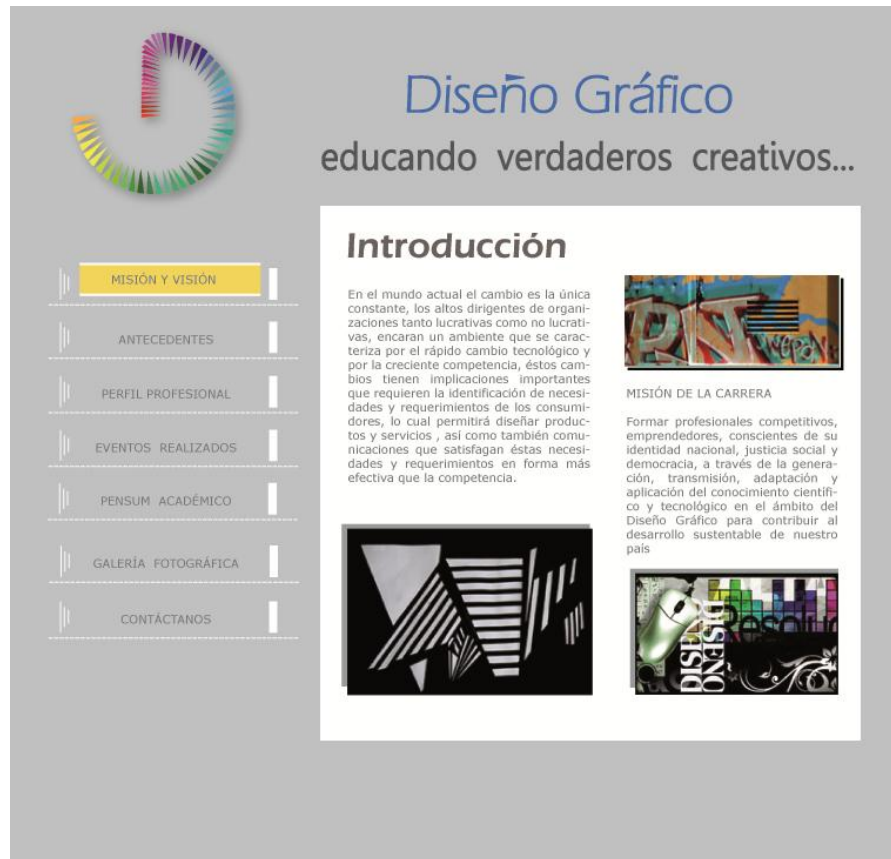 Diseño Gráfico
educando verdaderos creativos...
MISIÓN Y VISIÓN
ANTECEDENTES
PERFIL PROFESIONAL
EVENTOS REALIZADOS
PENSUM ACADÉMICO
GALERÍA FOTOGRÁFICA
CONTÁCTANOS
Introducción
En el mundo actual el cambio es la única
constante, los altos dirigentes de organi-
zaciones tanto lucrativas como no lucrati-
vas, encaran un ambiente que se carac-
teriza por el rápido cambio tecnológico y
por la creciente competencia, éstos cam-
bios tienen implicaciones importantes
que requieren la identificación de necesi-
dades y requerimientos de los consumi-
dores, lo cual permitirá diseñar produc-
tos y servicios , así como también comu-
nicaciones que satisfagan éstas necesi-
dades y requerimientos en forma más
efectiva que la competencia.
MISIÓN DE LA CARRERA
Formar profesionales competitivos,
emprendedores, conscientes de su
identidad nacional, justicia social y
democracia, a través de la genera-
ción, transmisión, adaptación y
aplicación del conocimiento científi-
co y tecnológico en el ámbito del
Diseño Gráfico para contribuir al
desarrollo sustentable de nuestro
país
DISEÑO